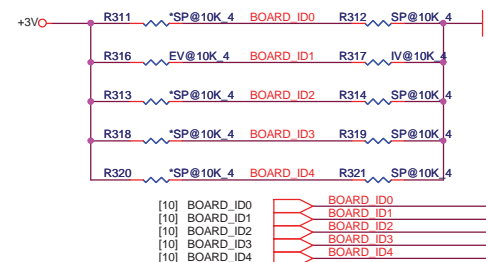 R311 *SP@10K_4 BOARD_ID0 R312 SP@10K_4
+3V
R316 EV@10K_4 BOARD_ID1 R317 IV@10K_4
R313 *SP@10K_4 BOARD_ID2 R314 SP@10K_4
R318 *SP@10K_4 BOARD_ID3 R319 SP@10K_4
R320 *SP@10K_4 BOARD_ID4 R321 SP@10K_4
[10] BOARD_ID0 BOARD_ID0
[10] BOARD_ID1 BOARD_ID1
[10] BOARD_ID2 BOARD_ID2
[10] BOARD_ID3 BOARD_ID3
[10] BOARD_ID4 BOARD_ID4